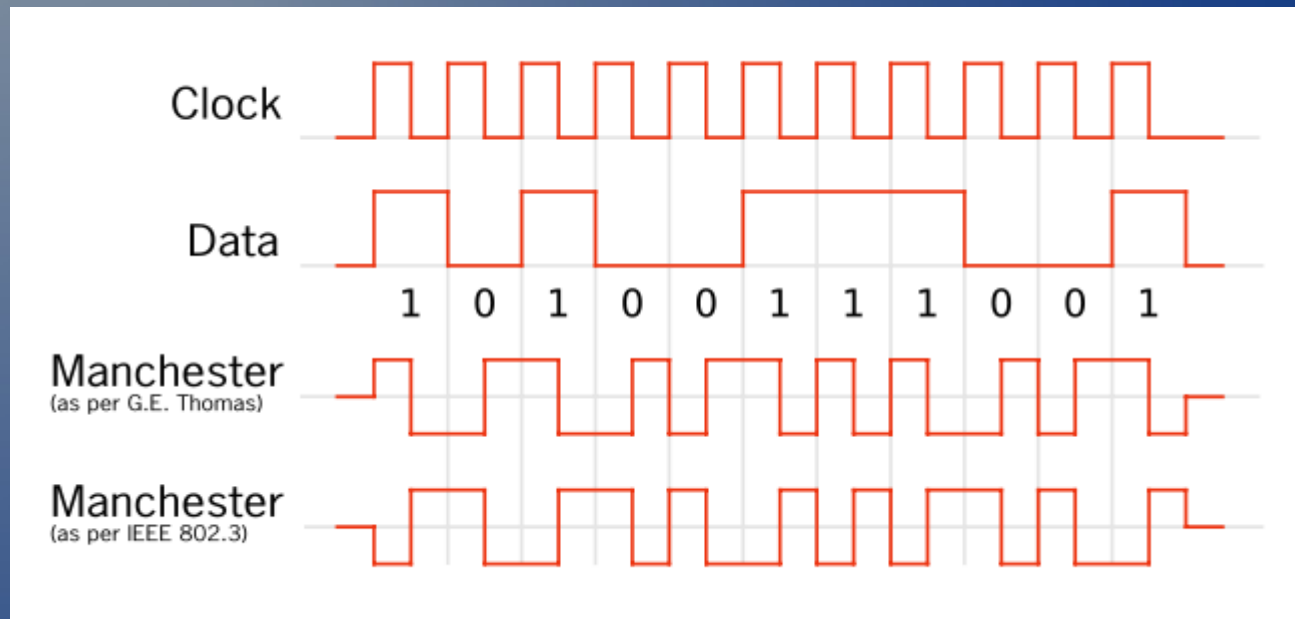 Clock
Data
1 0 1 0 0 1 1 1 0 0 1
Manchester
(as per G.E. Thomas)
Manchester
(as per IEEE 802.3)